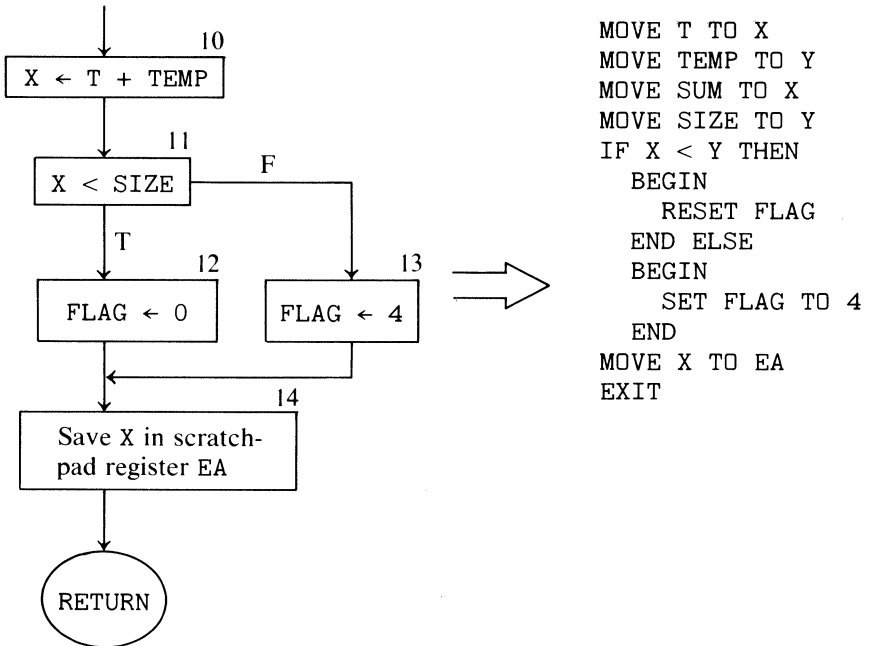 10
X ← T + TEMP
11
X < SIZE
F
T
12
FLAG ← 0
13
FLAG ← 4
14
Save X in scratch-
pad register EA
RETURN
MOVE T TO X
MOVE TEMP TO Y
MOVE SUM TO X
MOVE SIZE TO Y
IF X < Y THEN
BEGIN
RESET FLAG
END ELSE
BEGIN
SET FLAG TO 4
END
MOVE X TO EA
EXIT